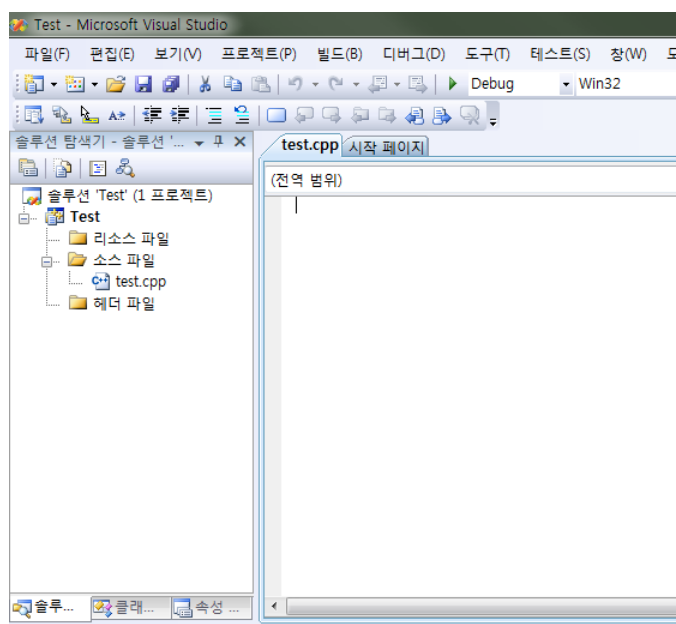 Test - Microsoft Visual Studio
파일(F) 편집(E) 보기(V) 프로젝트(P) 빌드(B) 디버그(D) 도구(T) 테스트(S) 창(W)
Debug Win32
솔루션 탐색기 - 솔루션 '...
test.cpp 시작 페이지
(전역 범위)
솔루션 'Test' (1 프로젝트)
Test
리소스 파일
소스 파일
test.cpp
헤더 파일
솔루... 클래... 속성 ...